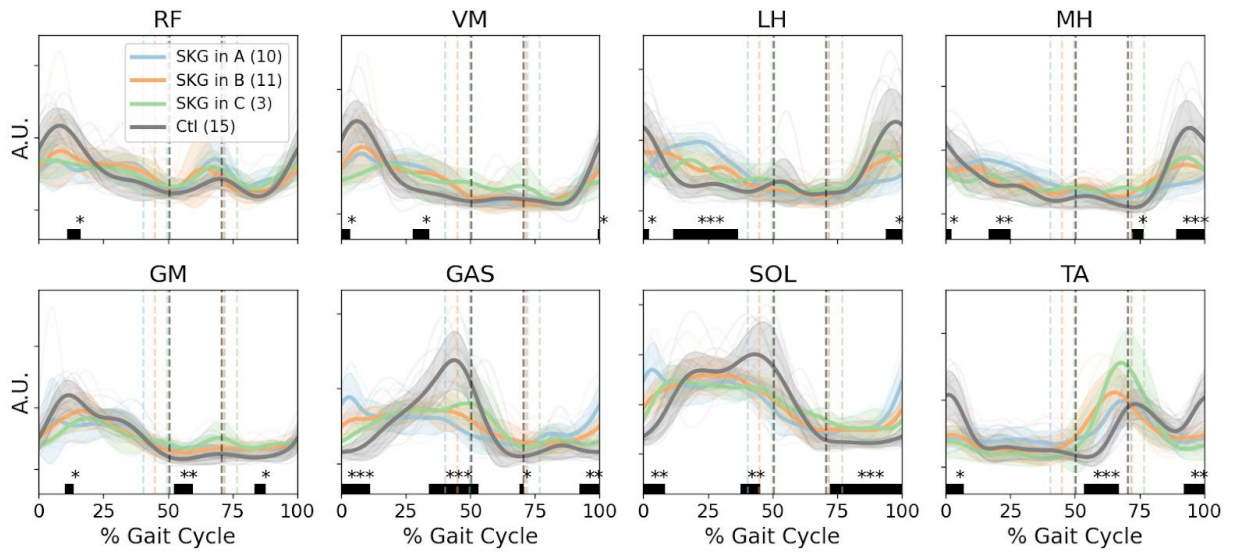 RF VM LH MH
A.U.
SKG in A (10)
SKG in B (11)
SKG in C (3)
Ctl (15)
* * * * *** * * ** * ***
GM GAS SOL TA
A.U.
* ** * *** *** * ** ** ** *** * *** **
0 25 50 75 100 0 25 50 75 100 0 25 50 75 100 0 25 50 75 100
% Gait Cycle % Gait Cycle % Gait Cycle % Gait Cycle